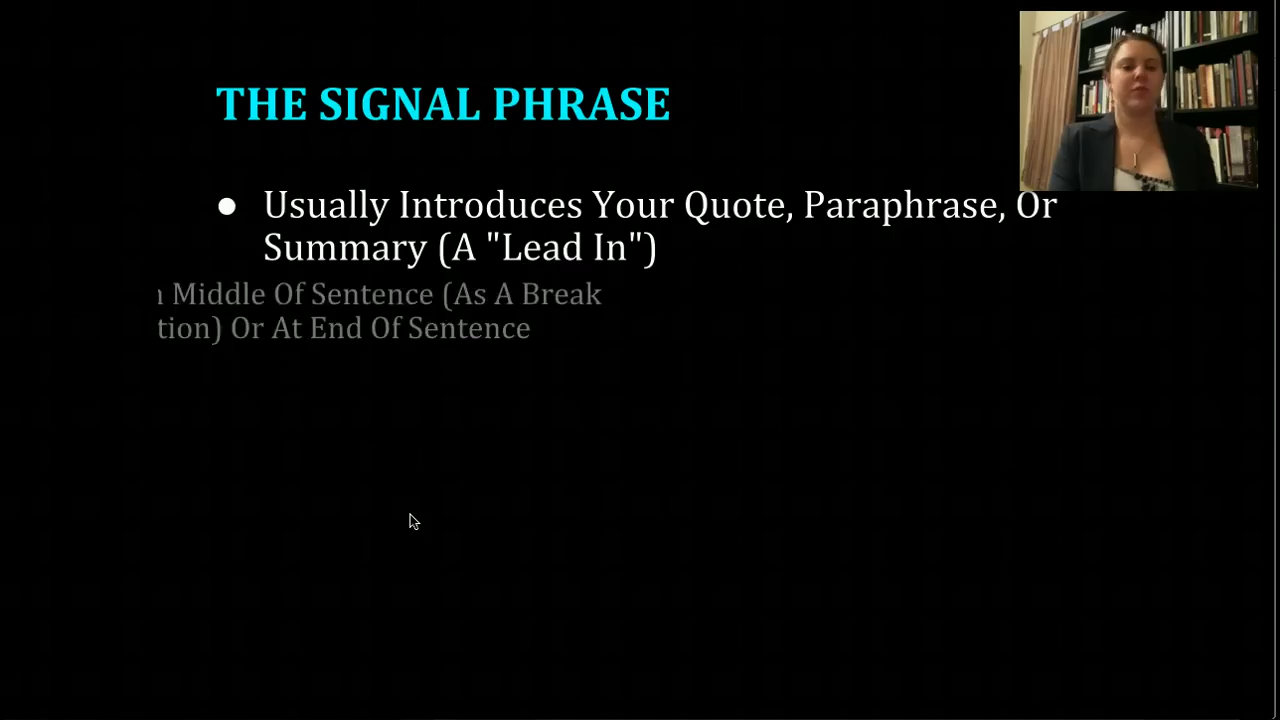 THE SIGNAL PHRASE
● Usually Introduces Your Quote, Paraphrase, Or
Summary (A "Lead In")
Middle Of Sentence (As A Break
tion) Or At End Of Sentence